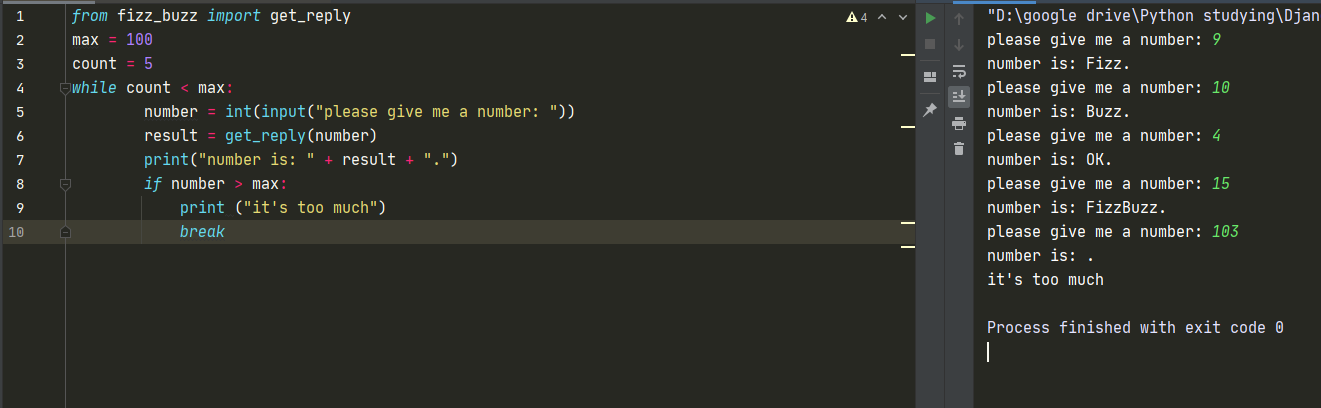 1 from fizz_buzz import get_reply
2 max = 100
3 count = 5
4 while count < max:
5 number = int(input("please give me a number: "))
6 result = get_reply(number)
7 print("number is: " + result + ".")
8 if number > max:
9 print ("it's too much")
10 break
4
"D:\google drive\Python studying\Djan
please give me a number: 9
number is: Fizz.
please give me a number: 10
number is: Buzz.
please give me a number: 4
number is: OK.
please give me a number: 15
number is: FizzBuzz.
please give me a number: 103
number is: .
it's too much
Process finished with exit code 0